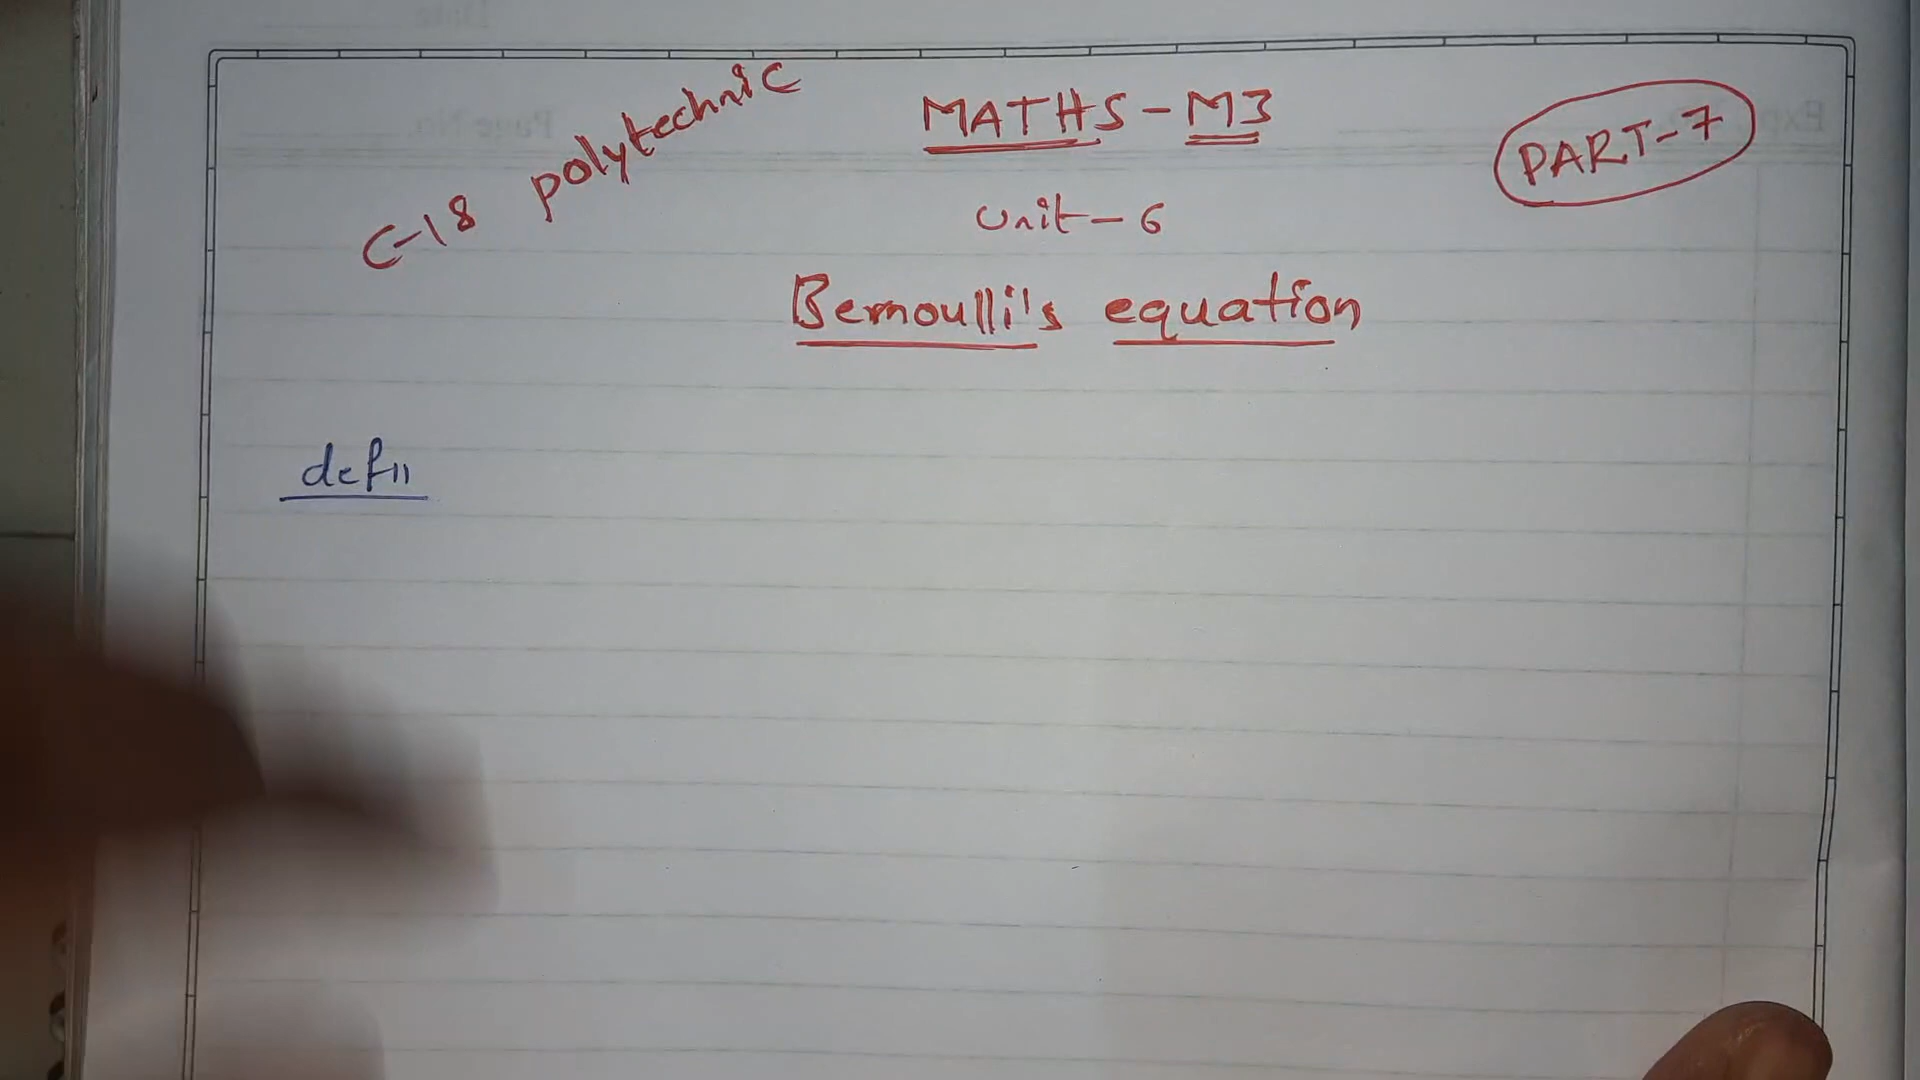 C-18 polytechnic
MATHS - M3
PART-7
Unit - 6
Bernoulli's equation
defn